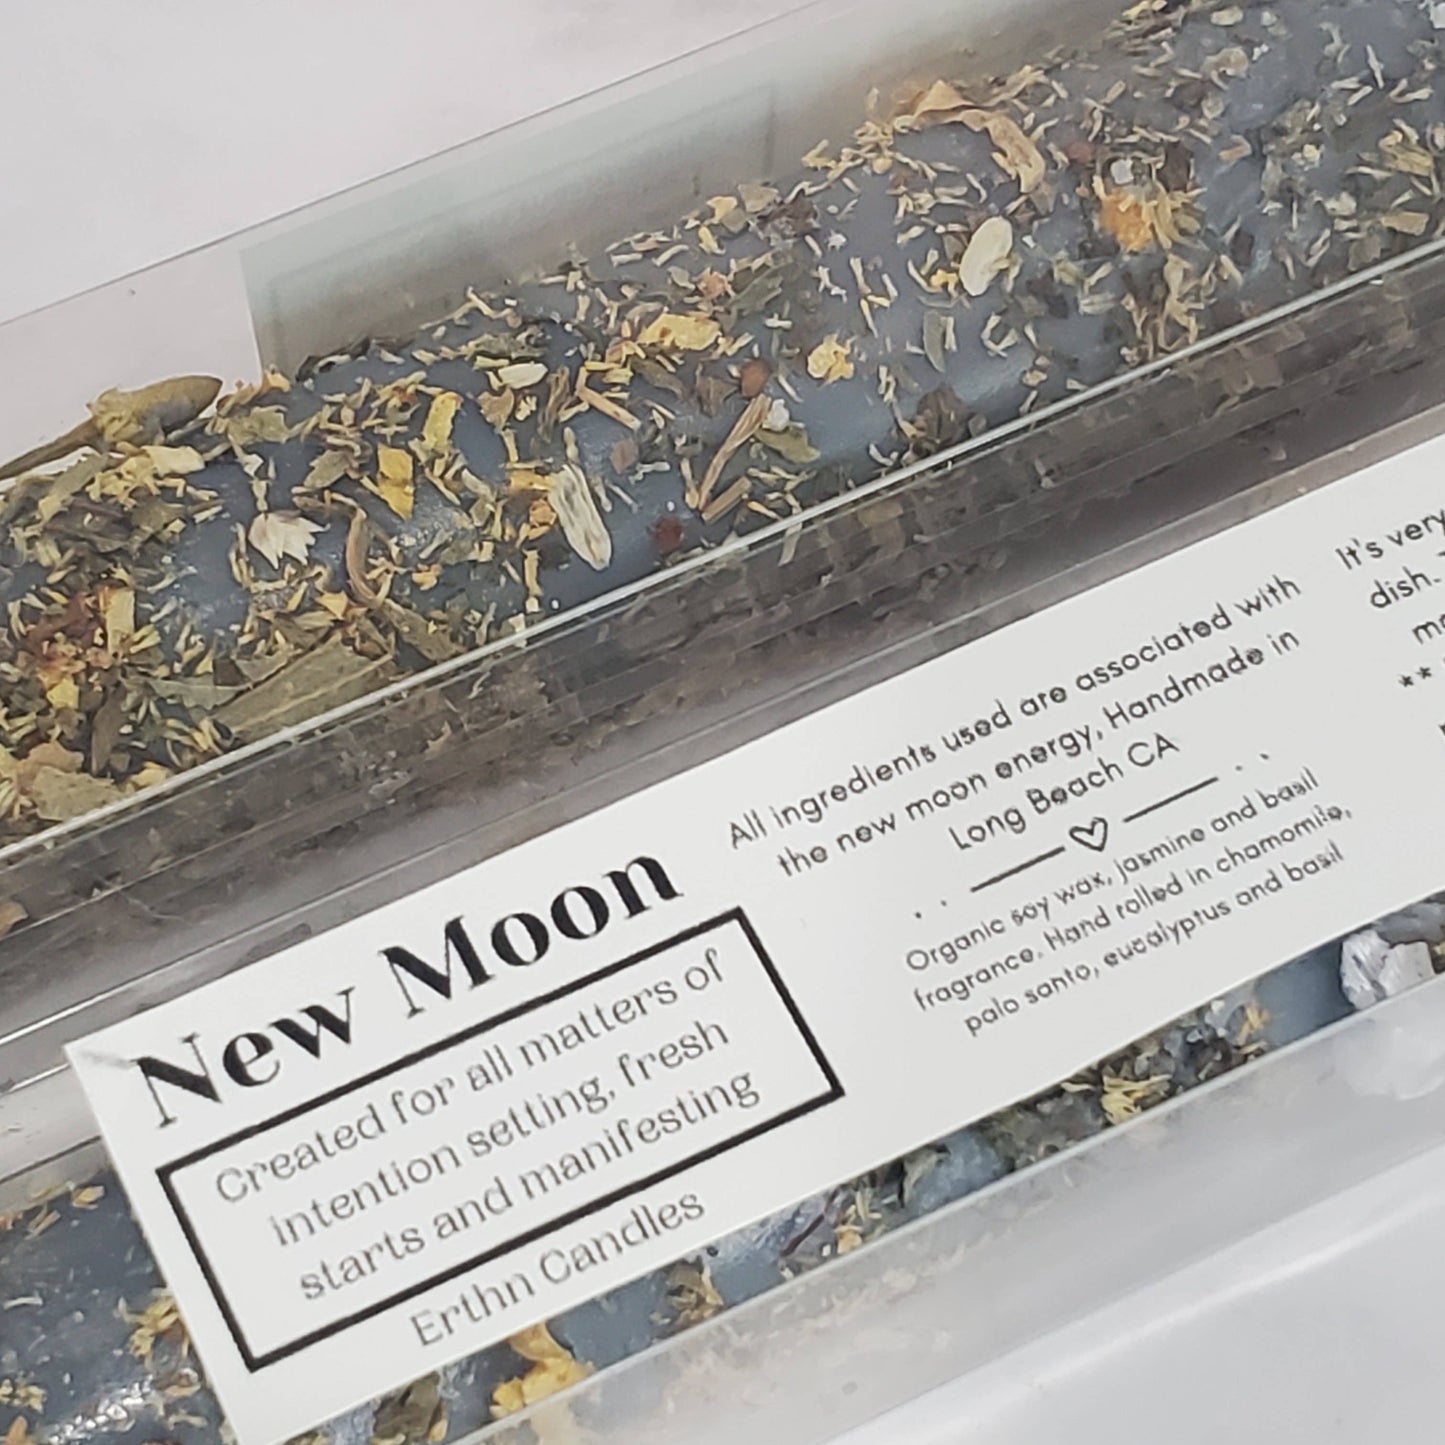 New Moon
Created for all matters of
intention setting, fresh
starts and manifesting
Erthn Candles
All ingredients used are associated with
the new moon energy, Handmade in
Long Beach CA
Organic soy wax, jasmine and basil
fragrance. Hand rolled in chamomile,
palo santo, eucalyptus and basil
It's very
dish.
**